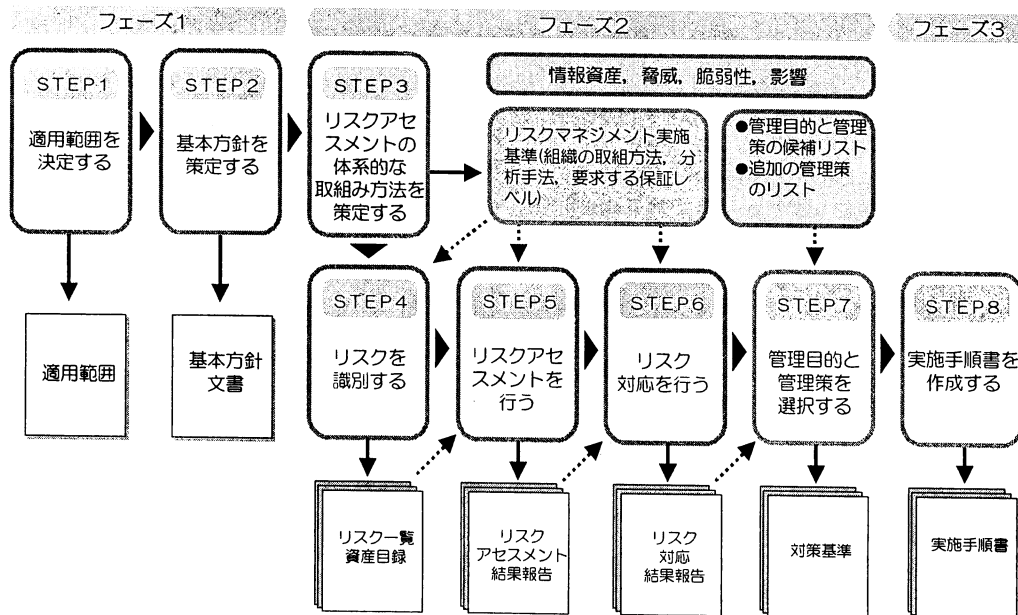 フェーズ1
フェーズ2
フェーズ3
STEP1
適用範囲を
決定する
STEP2
基本方針を
策定する
STEP3
リスクアセ
スメントの
体系的な
取組み方法を
策定する
情報資産，脅威，脆弱性，影響
リスクマネジメント実施
基準(組織の取組方法，分
析手法，要求する保証レ
ベル)
●管理目的と管理
策の候補リスト
●追加の管理策
のリスト
STEP4
リスクを
識別する
STEP5
リスクアセ
スメントを
行う
STEP6
リスク
対応を行う
STEP7
管理目的と
管理策を
選択する
STEP8
実施手順書を
作成する
適用範囲
基本方針
文書
リスク一覧
資産目録
リスク
アセスメント
結果報告
リスク
対応
結果報告
対策基準
実施手順書